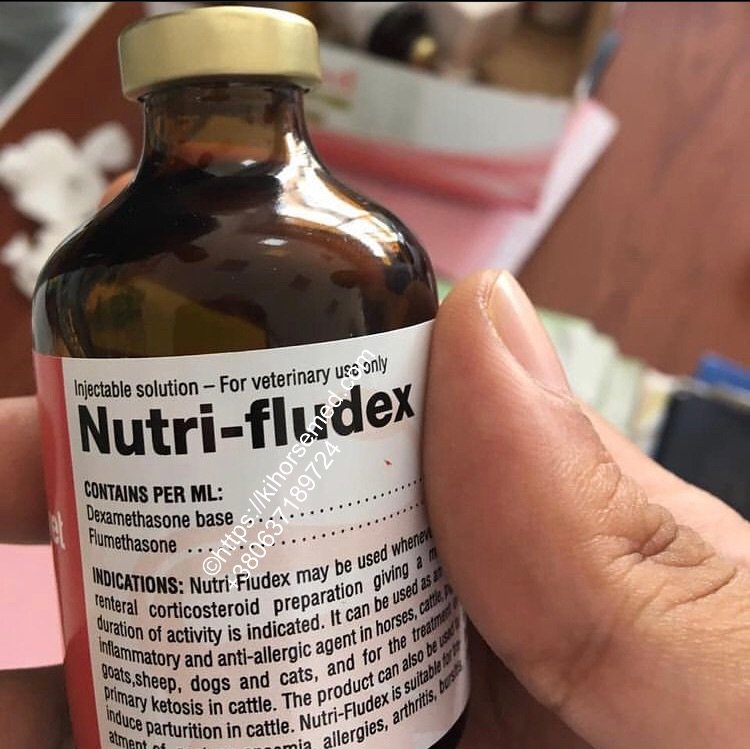 Injectable solution – For veterinary use only
Nutri-fludex
CONTAINS PER ML:
Dexamethasone base ..................
Flumethasone ........................
INDICATIONS: Nutri-Fludex may be used whenever
renteral corticosteroid preparation giving a
duration of activity is indicated. It can be used as
inflammatory and anti-allergic agent in horses, cattle,
goats,sheep, dogs and cats, and for the treatment
primary ketosis in cattle. The product can also be used
induce parturition in cattle. Nutri-Fludex is suitable for
allergies, arthritis,
©https://kihorsemed.com
+380637189724